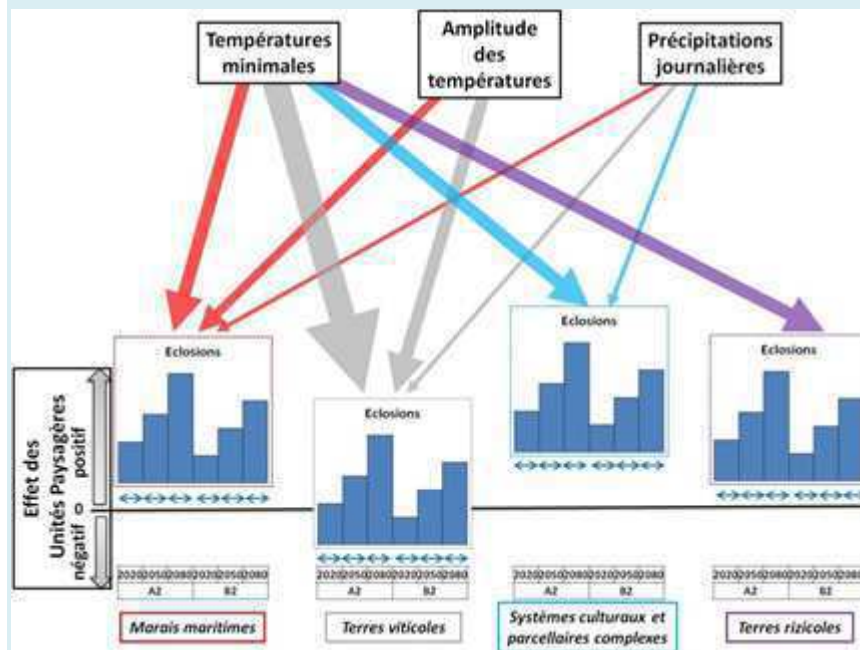 Températures
minimales
Amplitude
des
températures
Précipitations
journalières
Eclosions
Eclosions
Eclosions
Eclosions
Effet des
Unités Paysagères
négatif 0 positif
2020 2050 2080 2020 2050 2080
A2 B2
2020 2050 2080 2020 2050 2080
A2 B2
2020 2050 2080 2020 2050 2080
A2 B2
2020 2050 2080 2020 2050 2080
A2 B2
Marais maritimes
Terres viticoles
Systèmes culturaux et
parcellaires complexes
Terres rizicoles